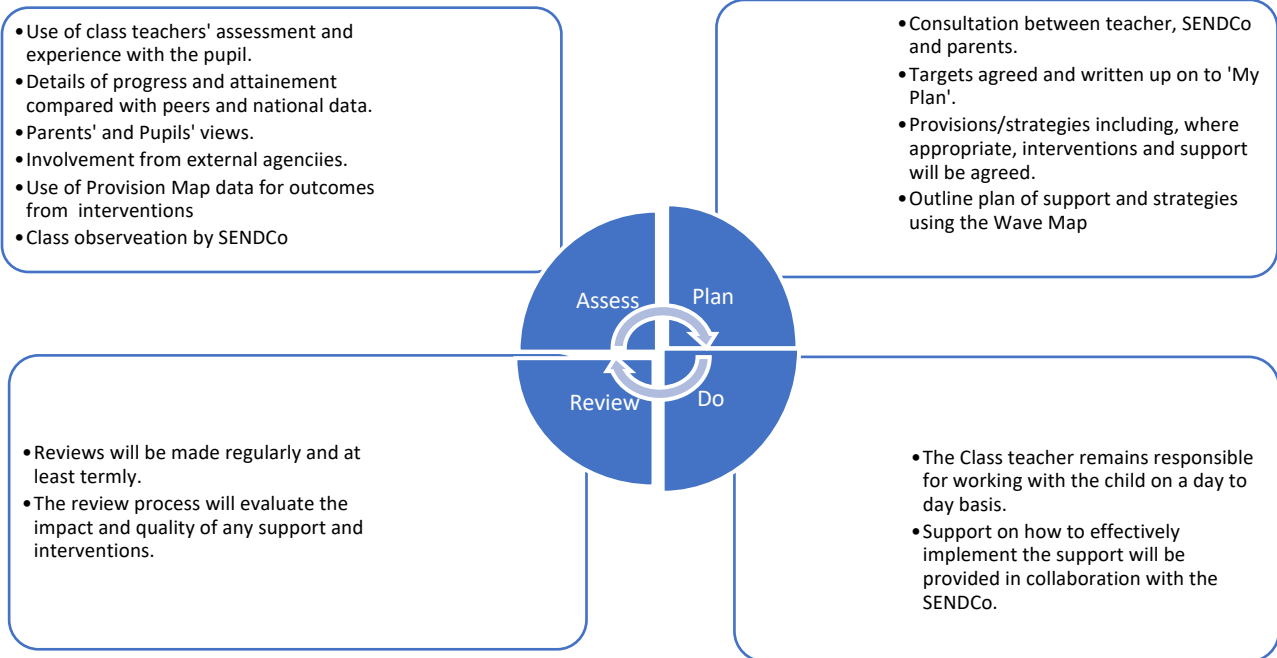 •Use of class teachers' assessment and
experience with the pupil.
•Details of progress and attainement
compared with peers and national data.
•Parents' and Pupils' views.
•Involvement from external agenciies.
•Use of Provision Map data for outcomes
from interventions
•Class observeation by SENDCo
•Consultation between teacher, SENDCo
and parents.
•Targets agreed and written up on to 'My
Plan'.
•Provisions/strategies including, where
appropriate, interventions and support
will be agreed.
•Outline plan of support and strategies
using the Wave Map
Assess
Plan
Review
Do
•Reviews will be made regularly and at
least termly.
•The review process will evaluate the
impact and quality of any support and
interventions.
•The Class teacher remains responsible
for working with the child on a day to
day basis.
•Support on how to effectively
implement the support will be
provided in collaboration with the
SENDCo.